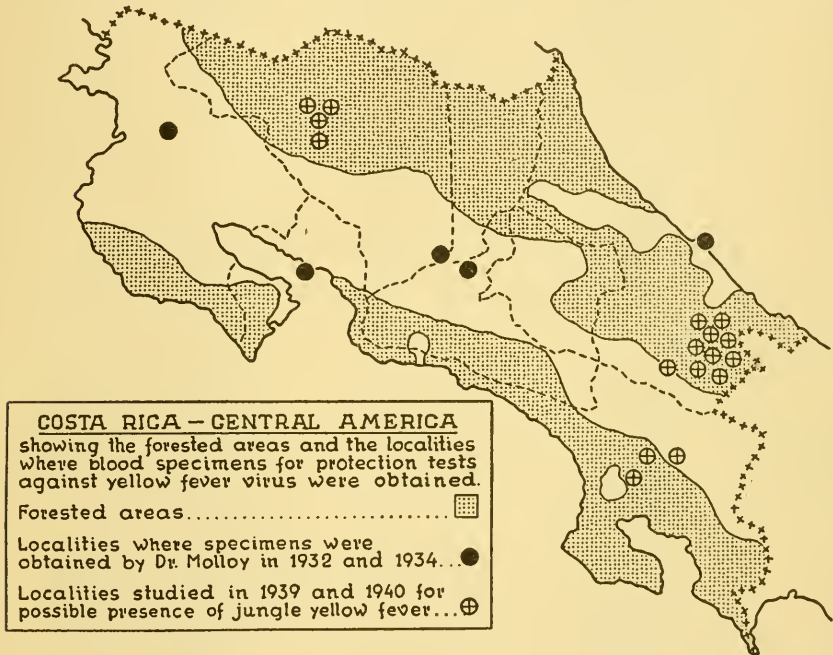 COSTA RICA — CENTRAL AMERICA
showing the forested areas and the localities
where blood specimens for protection tests
against yellow fever virus were obtained.
Forested areas..............................
Localities where specimens were
obtained by Dr. Molloy in 1932 and 1934...
Localities studied in 1939 and 1940 for
possible presence of jungle yellow fever...